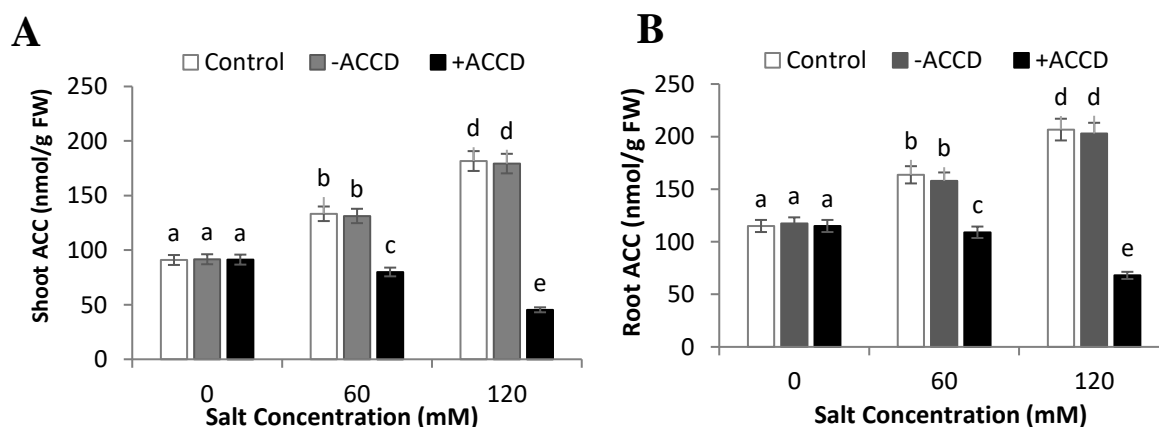 A
Control -ACCD +ACCD
Shoot ACC (nmol/g FW)
250
200
150
100
50
0
a a a
b b
c
d d
e
0 60 120
Salt Concentration (mM)
B
Control -ACCD +ACCD
Root ACC (nmol/g FW)
250
200
150
100
50
0
a a a
b b
c
d d
e
0 60 120
Salt Concentration (mM)